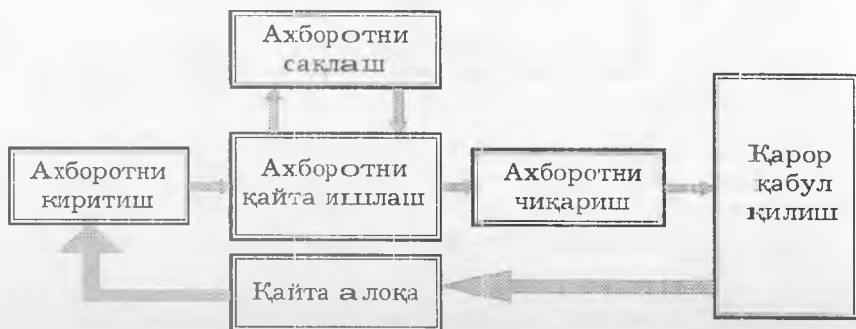 Ахборотни
сақлаш
Ахборотни
киритиш
Ахборотни
қайта ишлаш
Ахборотни
чиқариш
Қарор
қабул
қилиш
Қайта алоқа